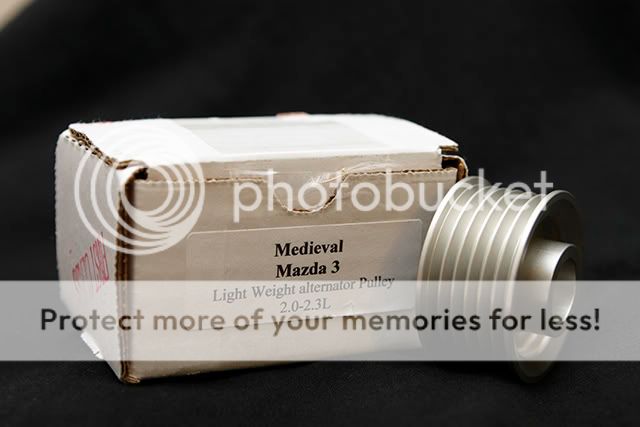 photobucket
Medieval
Mazda 3
Light Weight alternator Pulley
2.0-2.3L
Protect more of your memories for less!